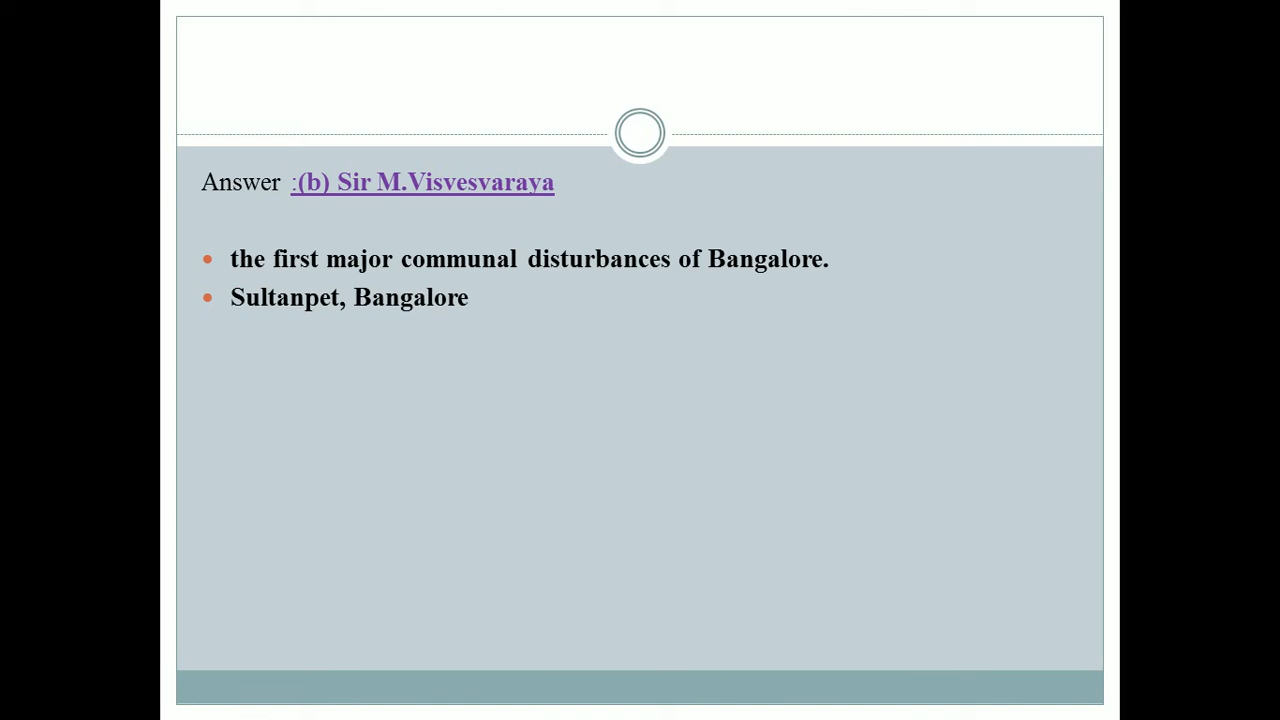 Answer :(b) Sir M.Visvesvaraya
the first major communal disturbances of Bangalore.
Sultanpet, Bangalore